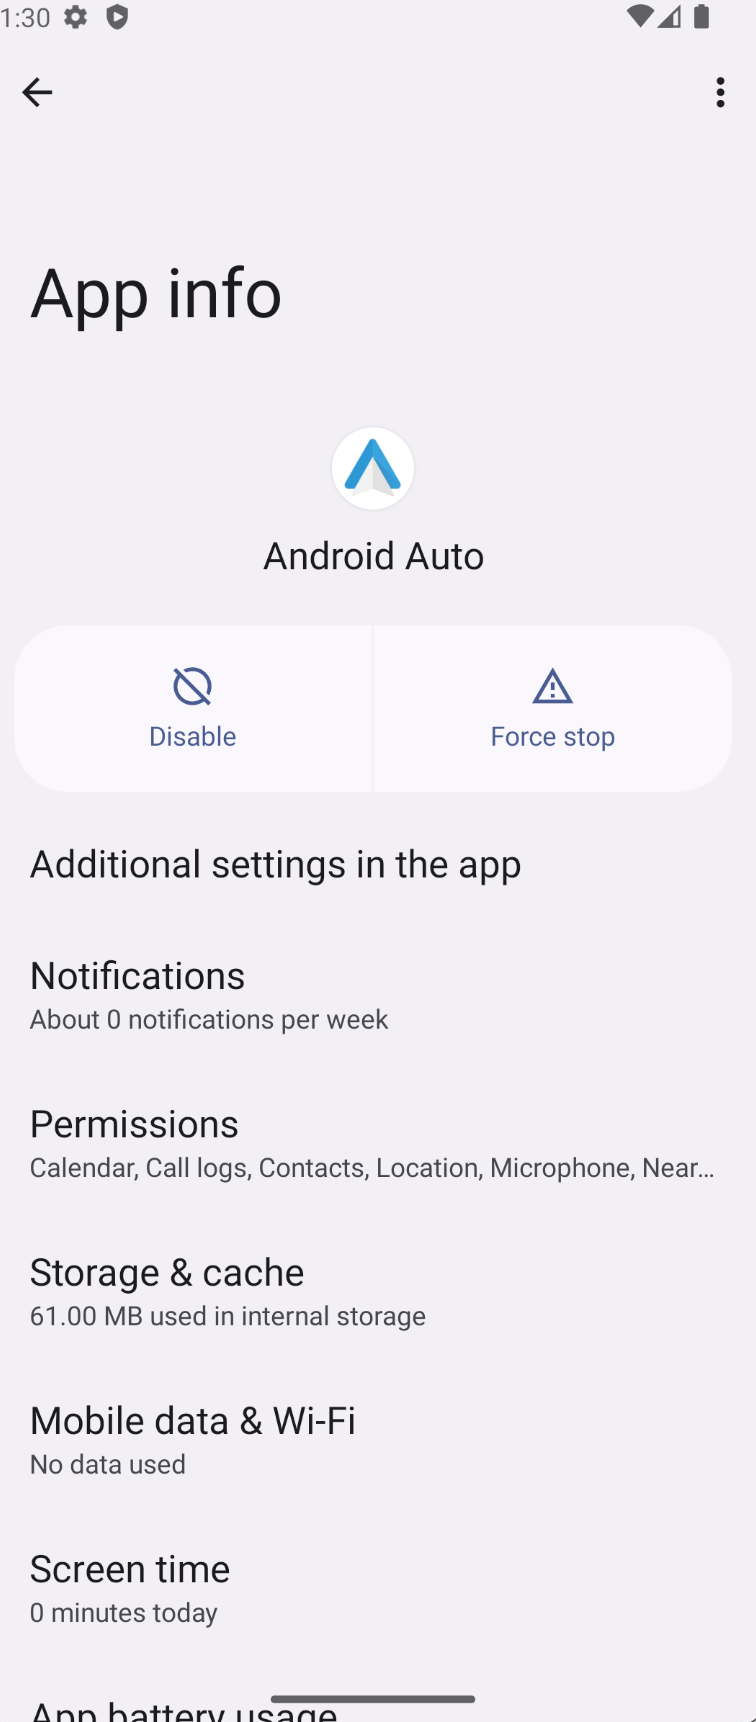 1:30
App info
Android Auto
Disable
Force stop
Additional settings in the app
Notifications
About 0 notifications per week
Permissions
Calendar, Call logs, Contacts, Location, Microphone, Near…
Storage & cache
61.00 MB used in internal storage
Mobile data & Wi-Fi
No data used
Screen time
0 minutes today
App battery usage